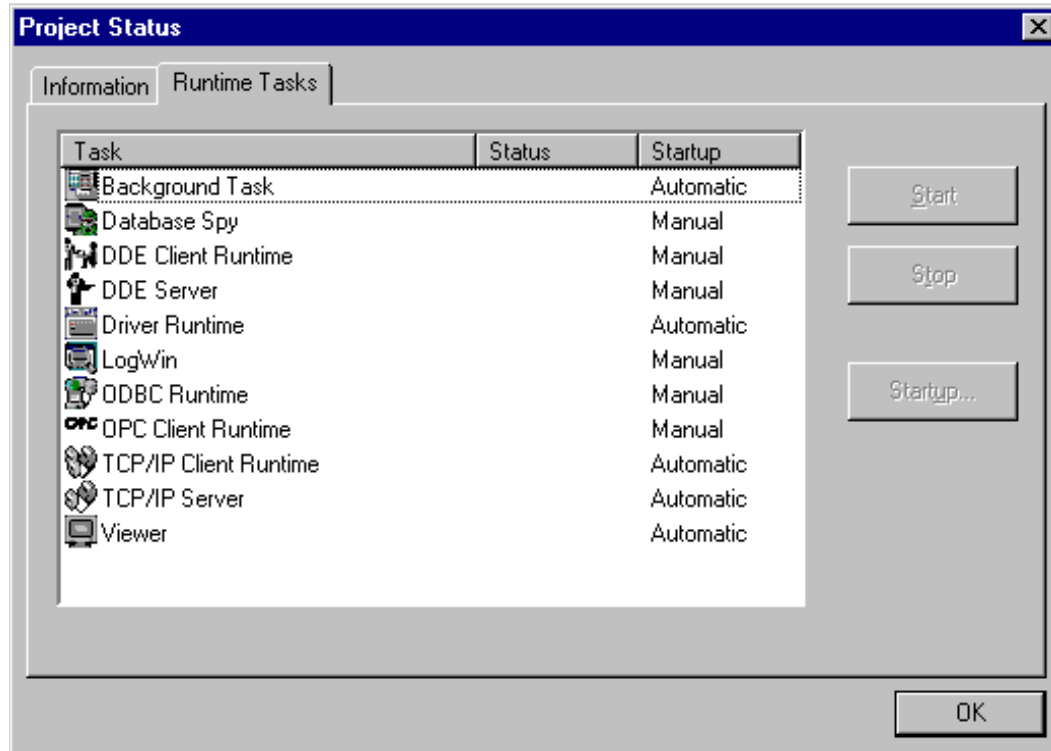 Project Status
Information Runtime Tasks
Task Status Startup
Background Task Automatic
Database Spy Manual
DDE Client Runtime Manual
DDE Server Manual
Driver Runtime Automatic
LogWin Manual
ODBC Runtime Manual
OPC OPC Client Runtime Manual
TCP/IP Client Runtime Automatic
TCP/IP Server Automatic
Viewer Automatic
Start
Stop
Startup...
OK